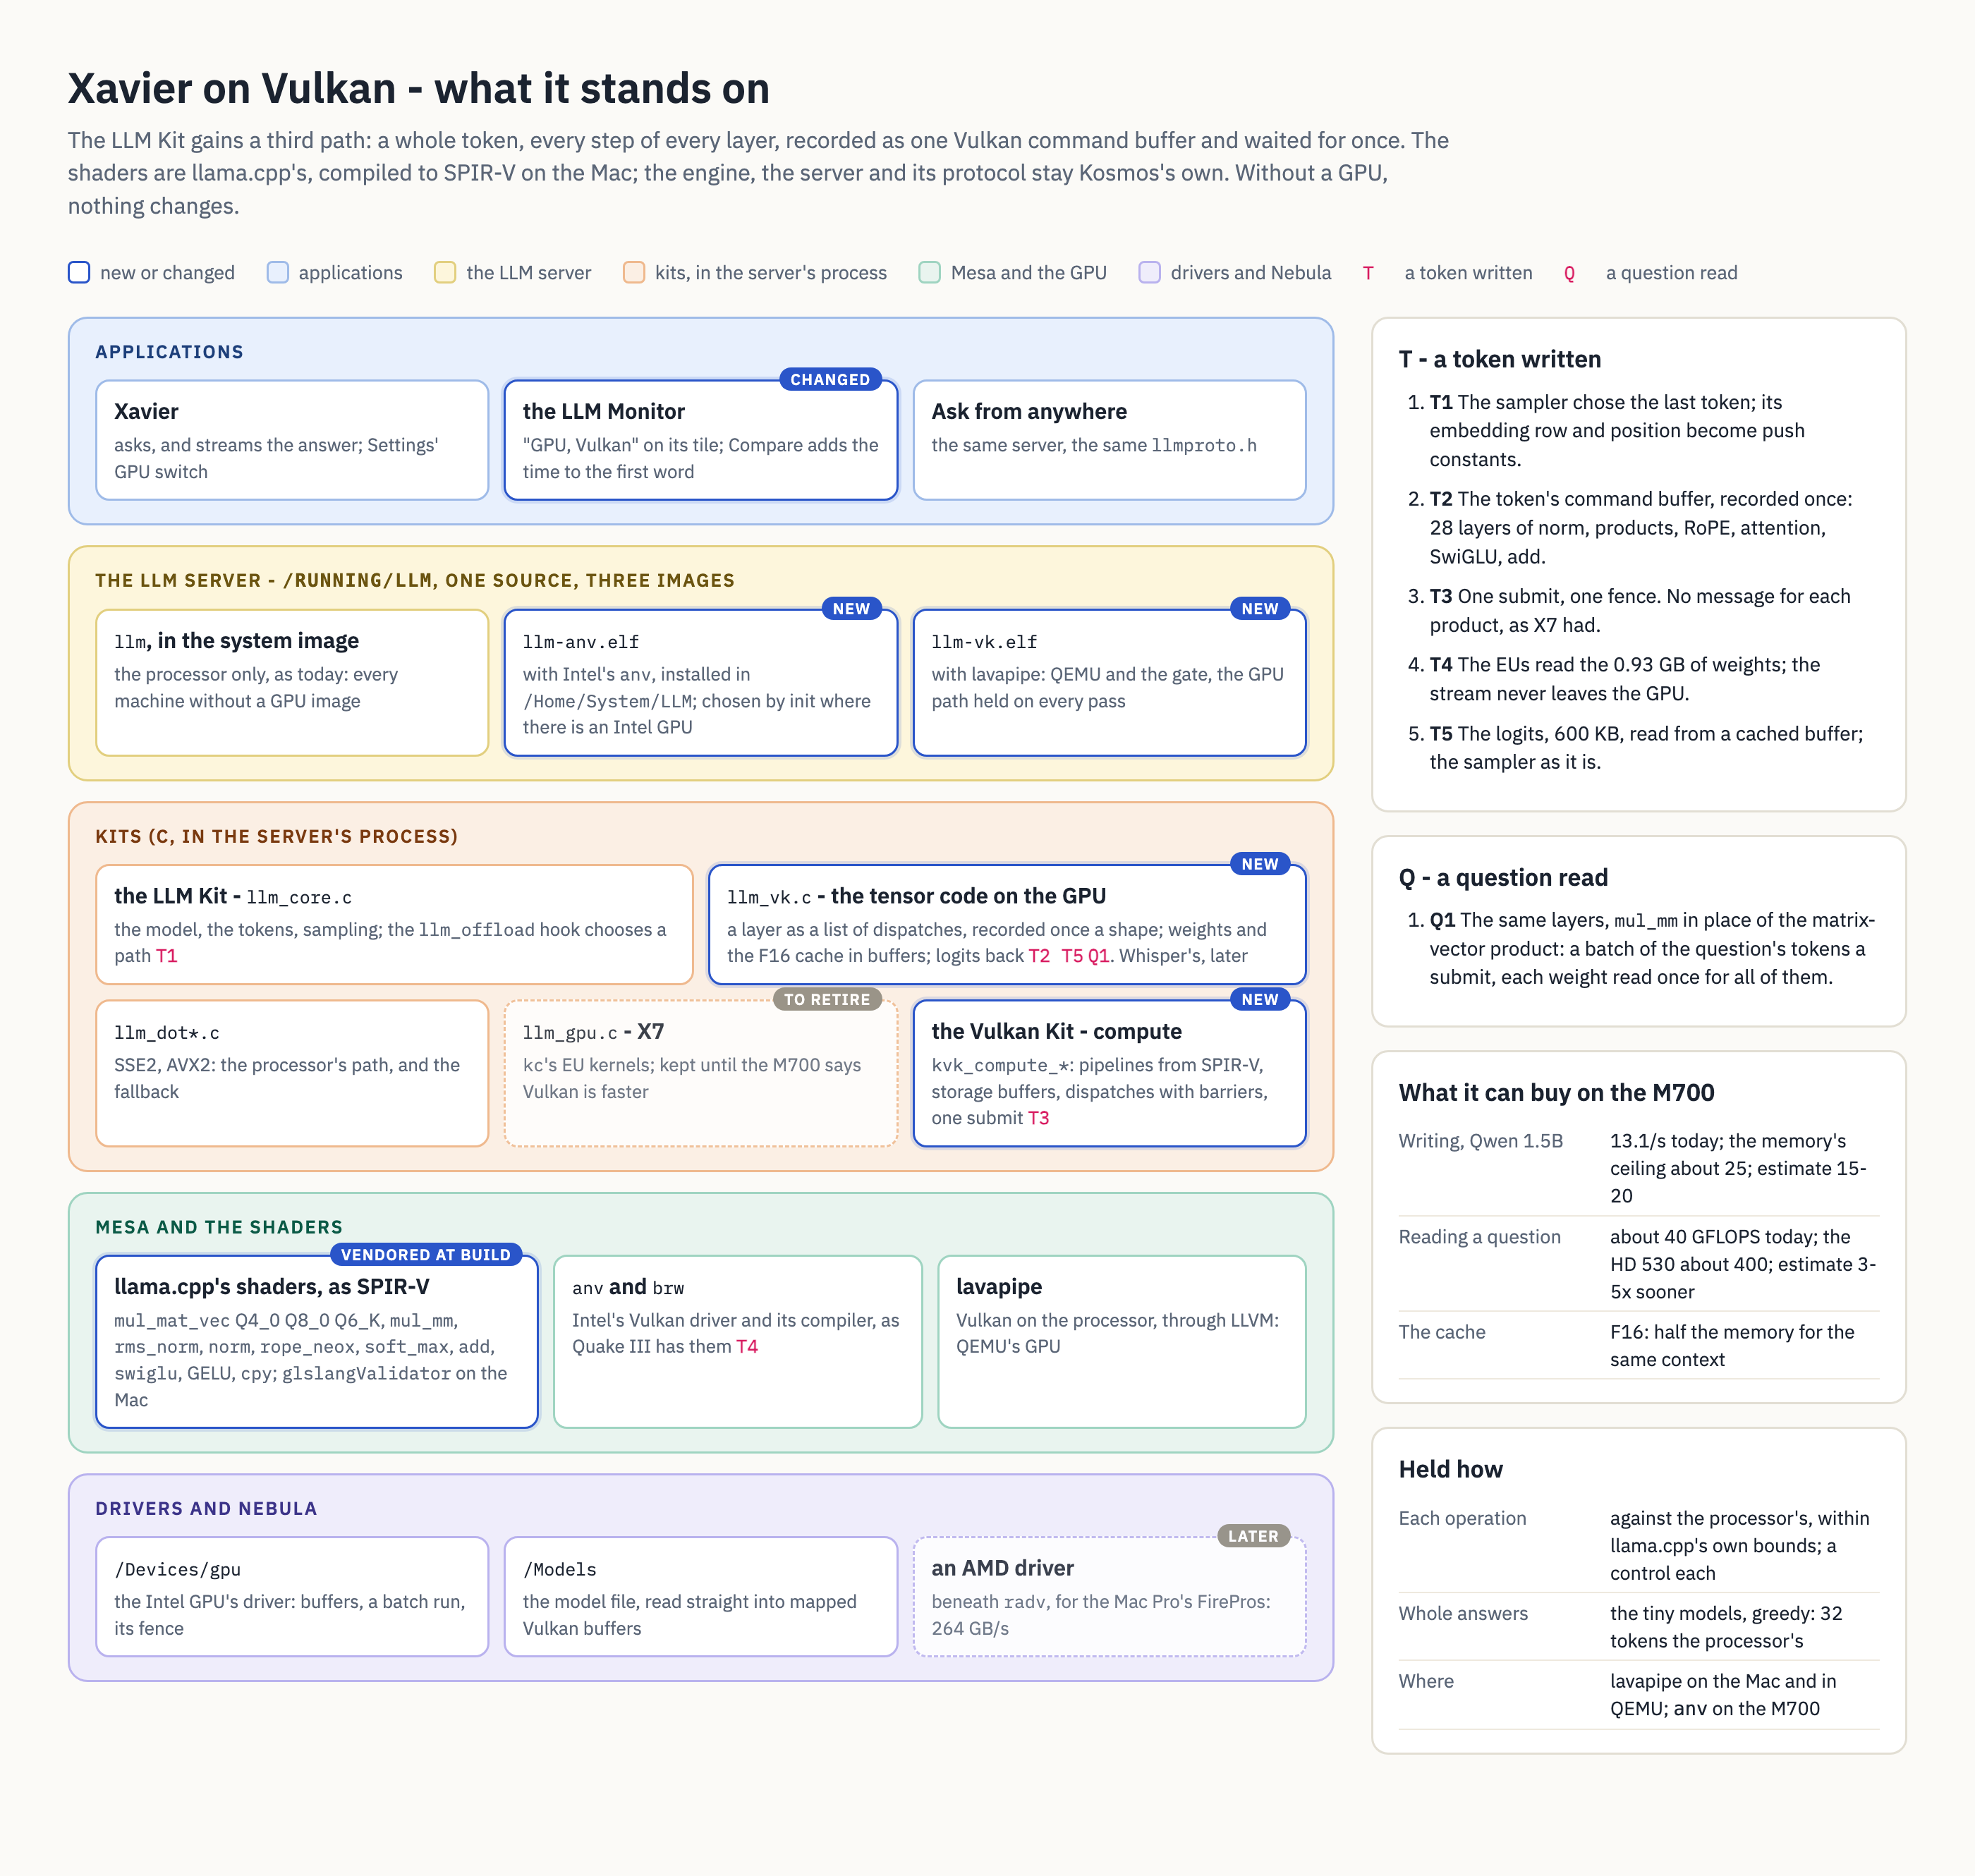 Xavier on Vulkan - what it stands on
The LLM Kit gains a third path: a whole token, every step of every layer, recorded as one Vulkan command buffer and waited for once. The
shaders are llama.cpp's, compiled to SPIR-V on the Mac; the engine, the server and its protocol stay Kosmos's own. Without a GPU,
nothing changes.
new or changed
applications
the LLM server
kits, in the server's process
Mesa and the GPU
drivers and Nebula
T a token written
Q a question read
APPLICATIONS
Xavier
asks, and streams the answer; Settings'
GPU switch
CHANGED
the LLM Monitor
"GPU, Vulkan" on its tile; Compare adds the
time to the first word
Ask from anywhere
the same server, the same llmproto.h
THE LLM SERVER - /RUNNING/LLM, ONE SOURCE, THREE IMAGES
llm, in the system image
the processor only, as today: every
machine without a GPU image
NEW
llm-anv.elf
with Intel's anv, installed in
/Home/System/LLM; chosen by init where
there is an Intel GPU
NEW
llm-vk.elf
with lavapipe: QEMU and the gate, the GPU
path held on every pass
KITS (C, IN THE SERVER'S PROCESS)
the LLM Kit - llm_core.c
the model, the tokens, sampling; the llm_offload hook chooses a
path T1
NEW
llm_vk.c - the tensor code on the GPU
a layer as a list of dispatches, recorded once a shape; weights and
the F16 cache in buffers; logits back T2 T5 Q1. Whisper's, later
llm_dot*.c
SSE2, AVX2: the processor's path, and the
fallback
TO RETIRE
llm_gpu.c - X7
kc's EU kernels; kept until the M700 says
Vulkan is faster
NEW
the Vulkan Kit - compute
kvk_compute_*: pipelines from SPIR-V,
storage buffers, dispatches with barriers,
one submit T3
MESA AND THE SHADERS
VENDORED AT BUILD
llama.cpp's shaders, as SPIR-V
mul_mat_vec Q4_0 Q8_0 Q6_K, mul_mm,
rms_norm, norm, rope_neox, soft_max, add,
swiglu, GELU, cpy; glslangValidator on the
Mac
anv and brw
Intel's Vulkan driver and its compiler, as
Quake III has them T4
lavapipe
Vulkan on the processor, through LLVM:
QEMU's GPU
DRIVERS AND NEBULA
/Devices/gpu
the Intel GPU's driver: buffers, a batch run,
its fence
/Models
the model file, read straight into mapped
Vulkan buffers
LATER
an AMD driver
beneath radv, for the Mac Pro's FirePros:
264 GB/s
T - a token written
1. T1 The sampler chose the last token; its
embedding row and position become push
constants.
2. T2 The token's command buffer, recorded once:
28 layers of norm, products, RoPE, attention,
SwiGLU, add.
3. T3 One submit, one fence. No message for each
product, as X7 had.
4. T4 The EUs read the 0.93 GB of weights; the
stream never leaves the GPU.
5. T5 The logits, 600 KB, read from a cached buffer;
the sampler as it is.
Q - a question read
1. Q1 The same layers, mul_mm in place of the matrix-
vector product: a batch of the question's tokens a
submit, each weight read once for all of them.
What it can buy on the M700
Writing, Qwen 1.5B
13.1/s today; the memory's
ceiling about 25; estimate 15-
20
Reading a question
about 40 GFLOPS today; the
HD 530 about 400; estimate 3-
5x sooner
The cache
F16: half the memory for the
same context
Held how
Each operation
against the processor's, within
llama.cpp's own bounds; a
control each
Whole answers
the tiny models, greedy: 32
tokens the processor's
Where
lavapipe on the Mac and in
QEMU; anv on the M700